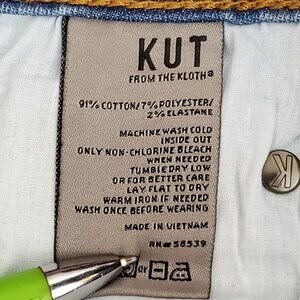 KUT
FROM THE KLOTH®
91% COTTON/7% POLYESTER/
2% ELASTANE
MACHINE WASH COLD
INSIDE OUT
ONLY NON-CHLORINE BLEACH
WHEN NEEDED
TUMBLE DRY LOW
OR FOR BETTER CARE
LAY FLAT TO DRY
WARM IRON IF NEEDED
WASH ONCE BEFORE WEARING
MADE IN VIETNAM
RN# 58539
or
K